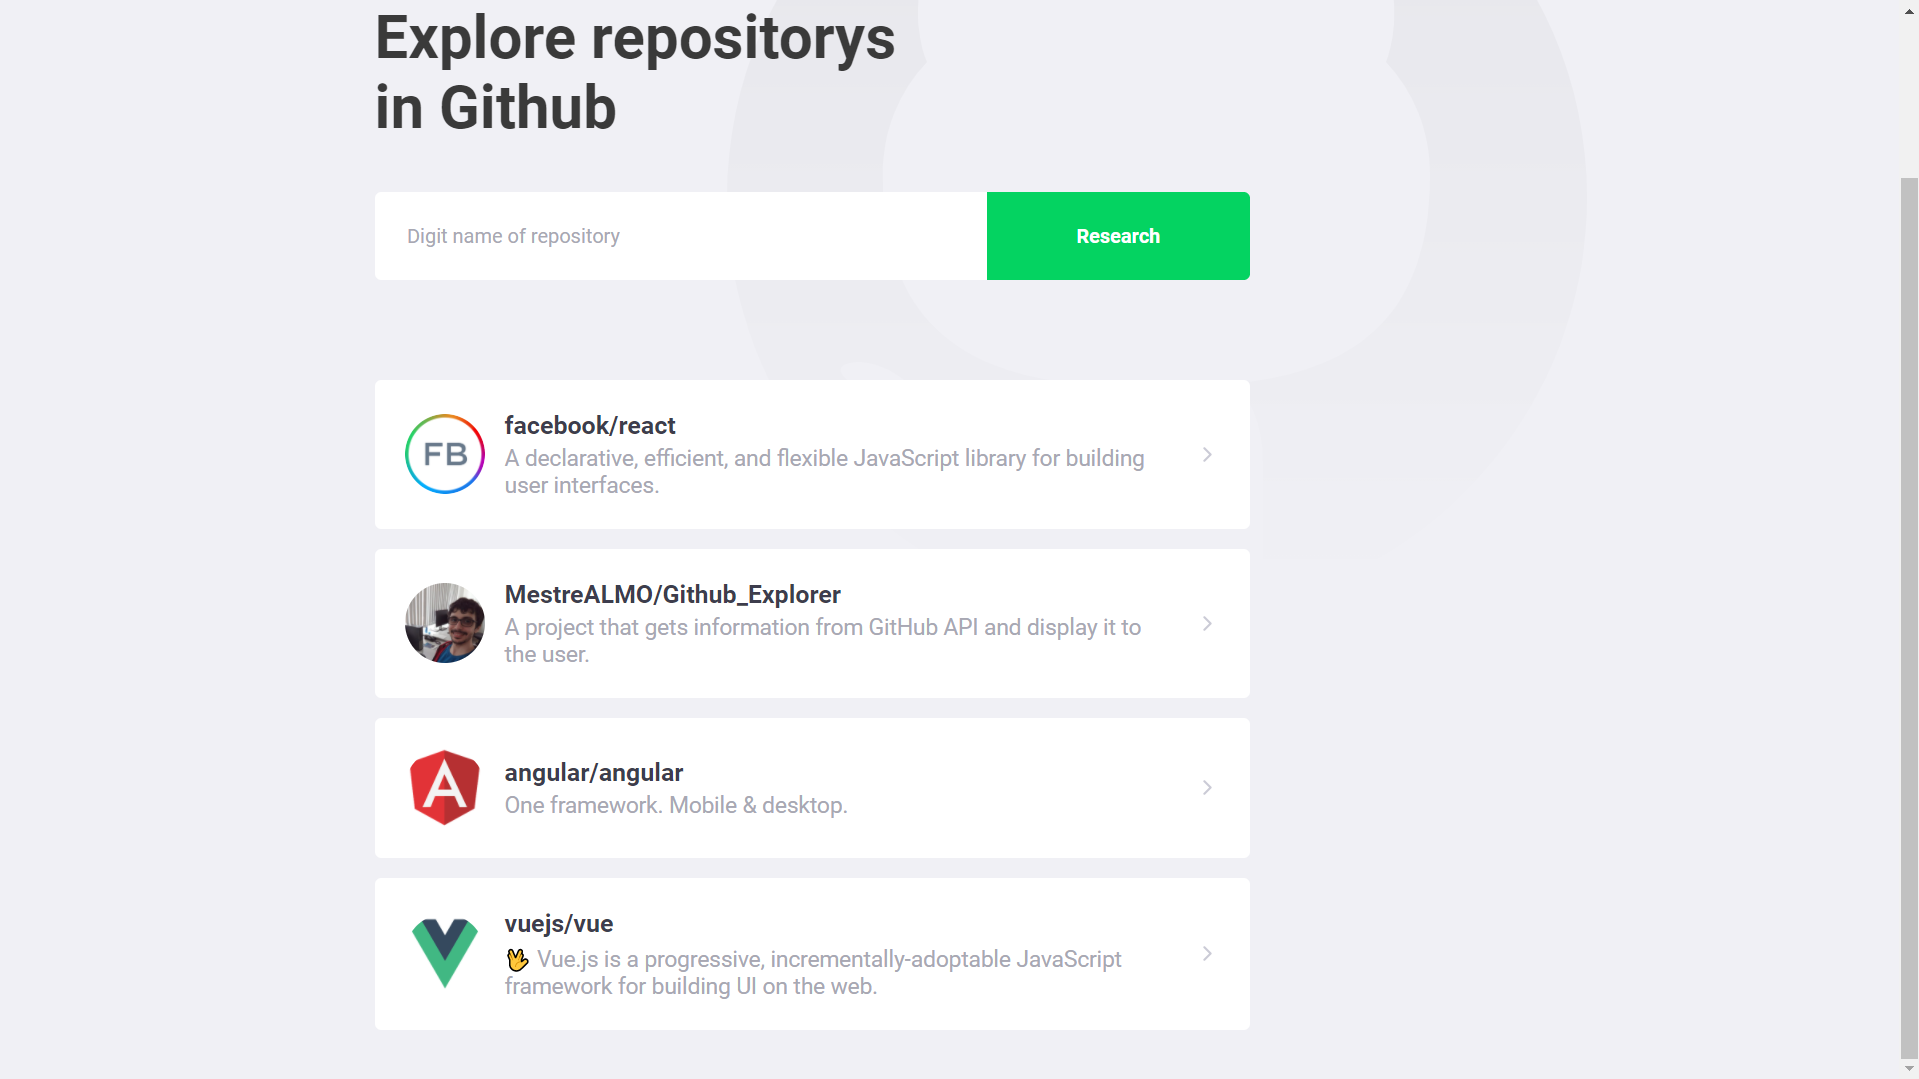 Explore repositorys
in Github
Digit name of repository
Research
FB
facebook/react
A declarative, efficient, and flexible JavaScript library for building
user interfaces.
MestreALMO/Github_Explorer
A project that gets information from GitHub API and display it to
the user.
A
angular/angular
One framework. Mobile & desktop.
vuejs/vue
🖖 Vue.js is a progressive, incrementally-adoptable JavaScript
framework for building UI on the web.